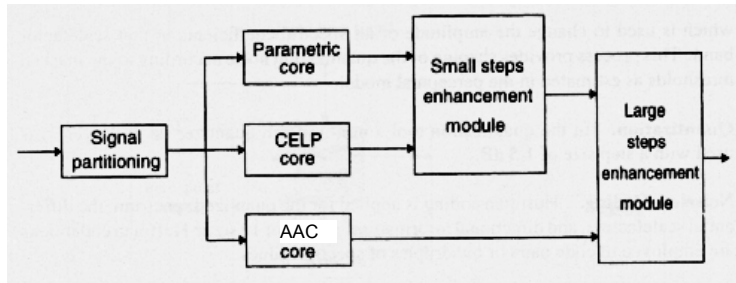 Parametric
core
Small steps
enhancement
module
Signal
partitioning
CELP
core
Large
steps
enhancement
module
AAC
core